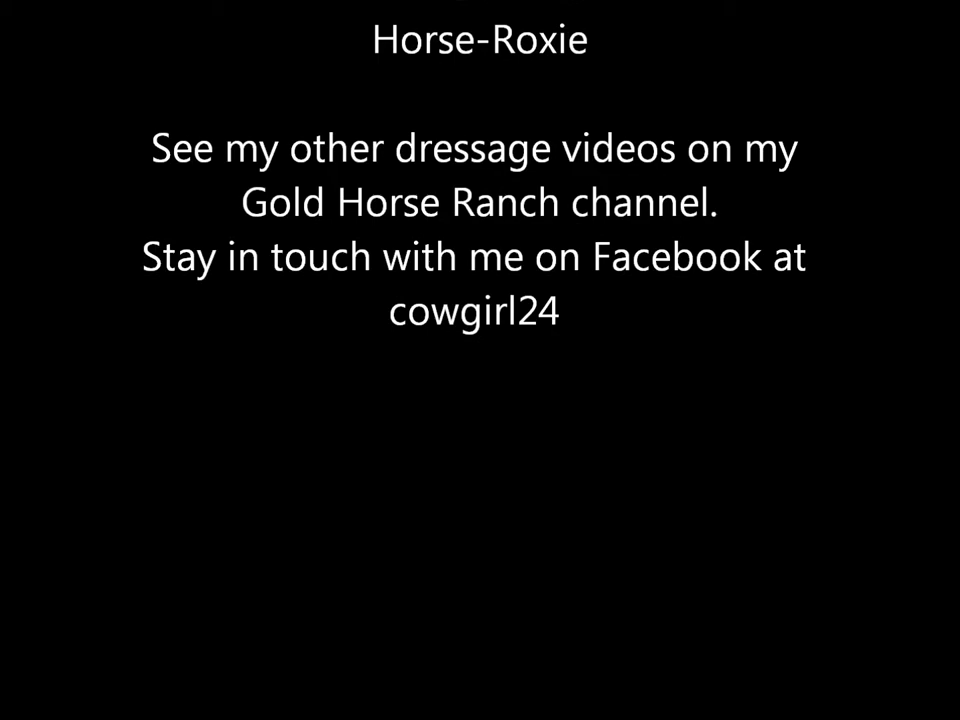 Horse-Roxie
See my other dressage videos on my
Gold Horse Ranch channel.
Stay in touch with me on Facebook at
cowgirl24